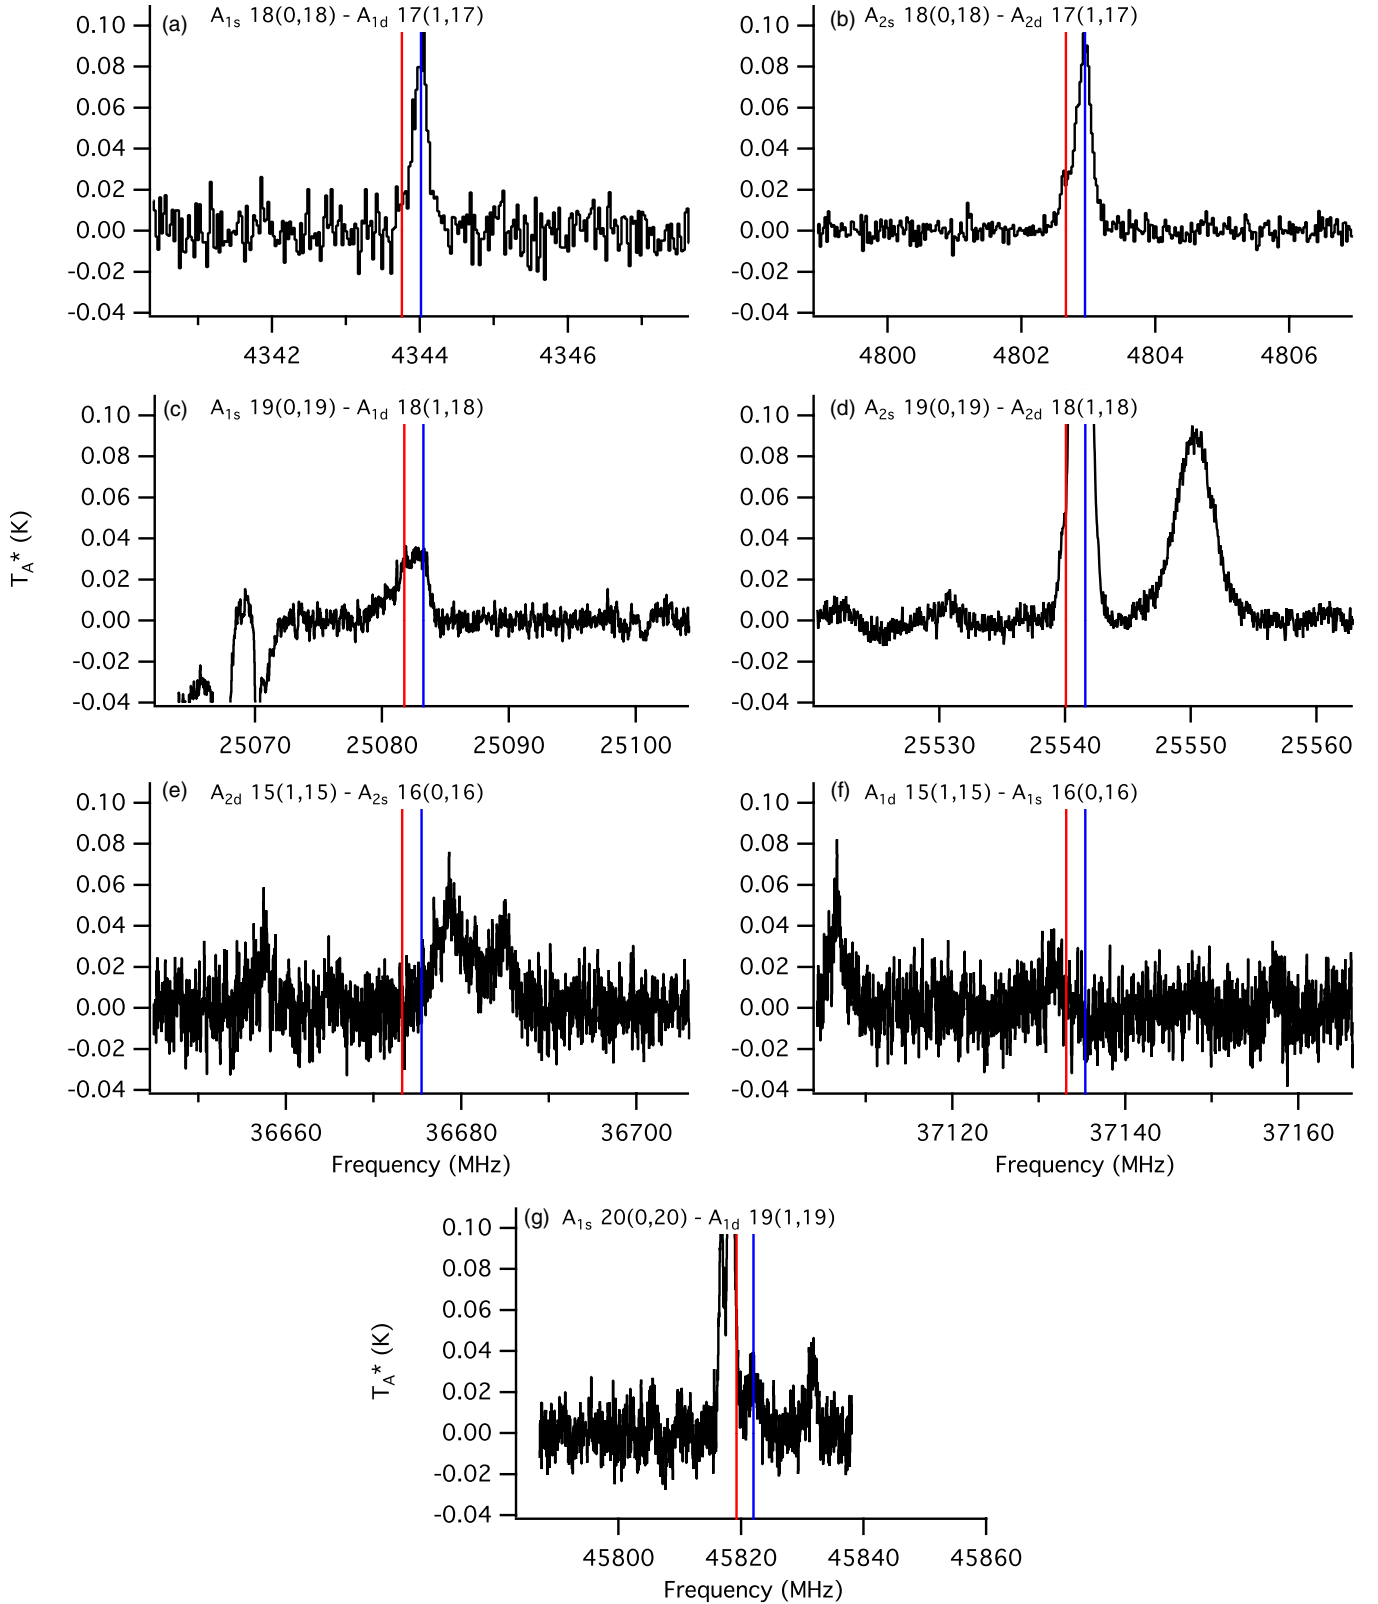 (a) A1s 18(0,18) - A1d 17(1,17)
0.10
0.08
0.06
0.04
0.02
0.00
-0.02
-0.04
4342 4344 4346
(b) A2s 18(0,18) - A2d 17(1,17)
0.10
0.08
0.06
0.04
0.02
0.00
-0.02
-0.04
4800 4802 4804 4806
TA* (K)
(c) A1s 19(0,19) - A1d 18(1,18)
0.10
0.08
0.06
0.04
0.02
0.00
-0.02
-0.04
25070 25080 25090 25100
(d) A2s 19(0,19) - A2d 18(1,18)
0.10
0.08
0.06
0.04
0.02
0.00
-0.02
-0.04
25530 25540 25550 25560
(e) A2d 15(1,15) - A2s 16(0,16)
0.10
0.08
0.06
0.04
0.02
0.00
-0.02
-0.04
36660 36680 36700
Frequency (MHz)
(f) A1d 15(1,15) - A1s 16(0,16)
0.10
0.08
0.06
0.04
0.02
0.00
-0.02
-0.04
37120 37140 37160
Frequency (MHz)
(g) A1s 20(0,20) - A1d 19(1,19)
TA* (K)
0.10
0.08
0.06
0.04
0.02
0.00
-0.02
-0.04
45800 45820 45840 45860
Frequency (MHz)